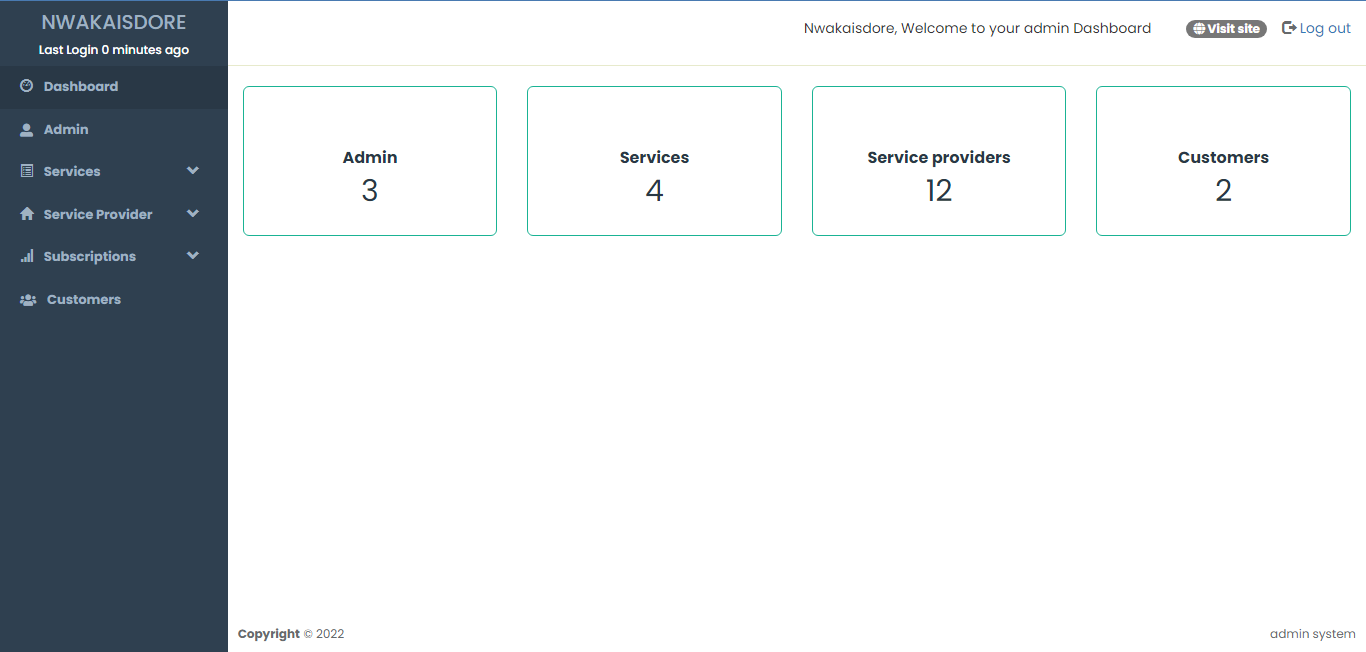 NWAKAISDORE
Last Login 0 minutes ago
Dashboard
Admin
Services
Service Provider
Subscriptions
Customers
Nwakaisdore, Welcome to your admin Dashboard
Visit site
Log out
Admin
3
Services
4
Service providers
12
Customers
2
Copyright © 2022
admin system